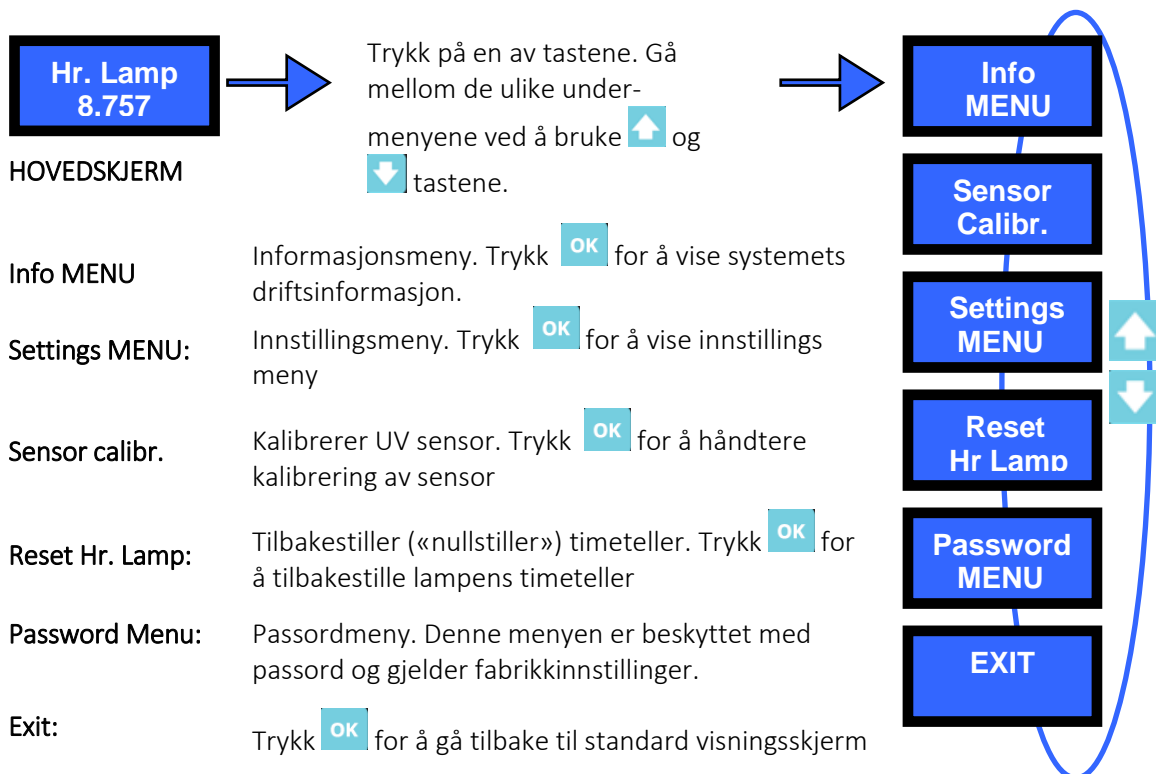 Hr. Lamp
8.757
HOVEDSKJERM
Trykk på en av tastene. Gå
mellom de ulike under-
menyene ved å bruke og
tastene.
Info MENU
Informasjonsmeny. Trykk OK for å vise systemets
driftsinformasjon.
Settings MENU:
Innstillingsmeny. Trykk OK for å vise innstillings
meny
Sensor calibr.
Kalibrerer UV sensor. Trykk OK for å håndtere
kalibrering av sensor
Reset Hr. Lamp:
Tilbakestiller («nullstiller») timeteller. Trykk OK for
å tilbakestille lampens timeteller
Password Menu:
Passordmeny. Denne menyen er beskyttet med
passord og gjelder fabrikkinnstillinger.
Exit:
Trykk OK for å gå tilbake til standard visningsskjerm
Info
MENU
Sensor
Calibr.
Settings
MENU
Reset
Hr Lamp
Password
MENU
EXIT